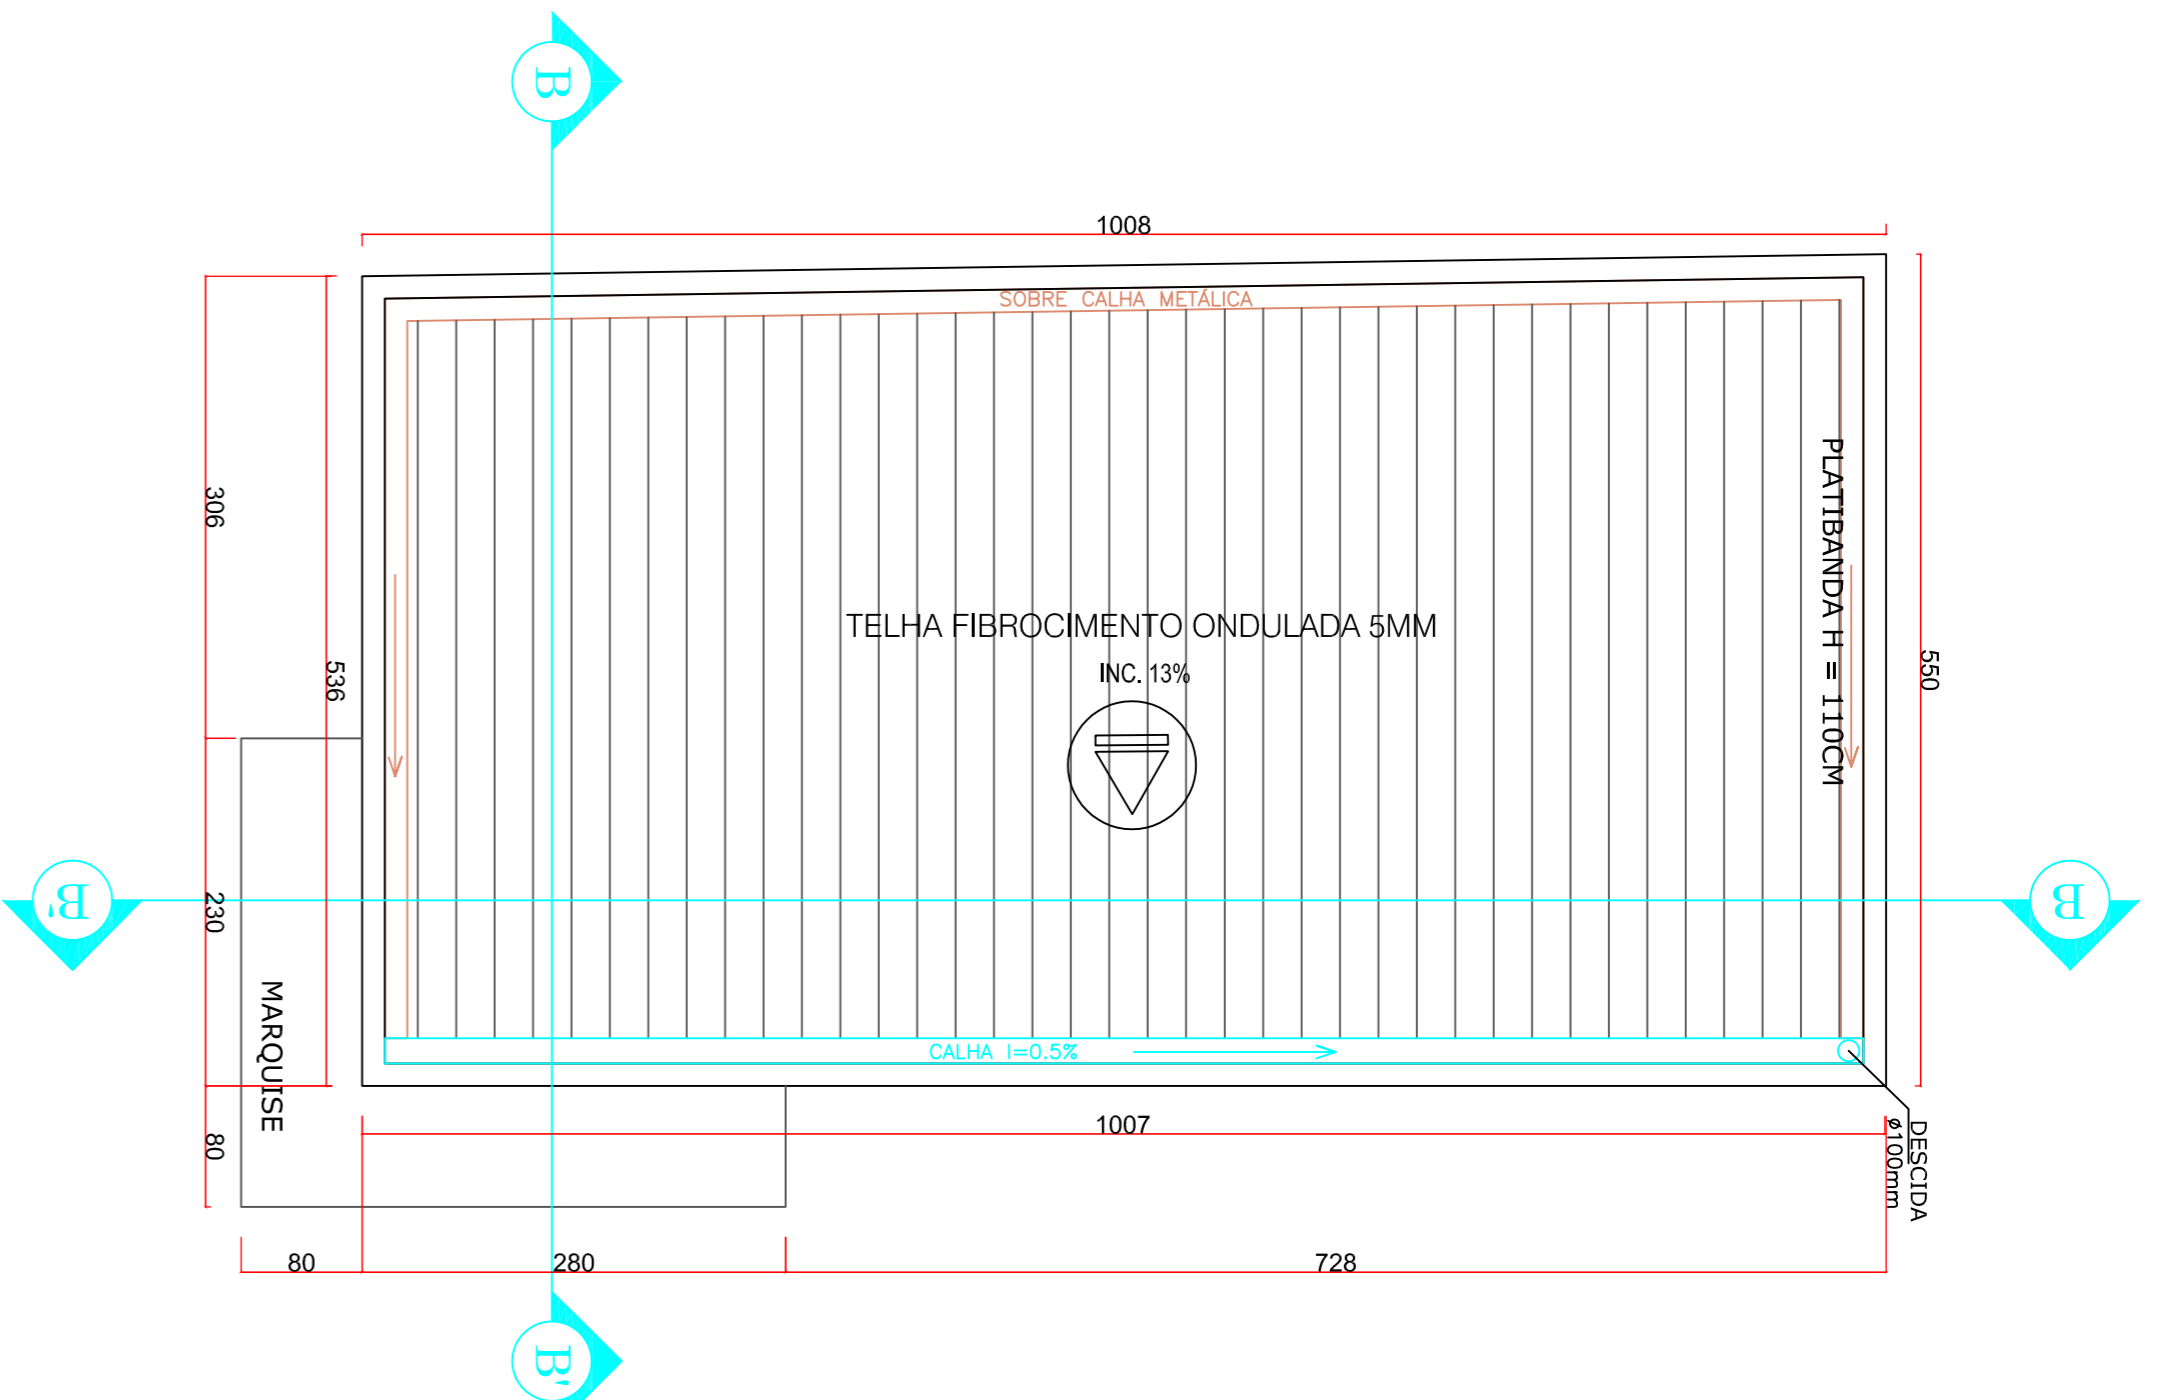 B
1008
SOBRE CALHA METÁLICA
306
536
PLATIBANDA H = 110CM
550
TELHA FIBROCIMENTO ONDULADA 5MM
INC. 13%
B'
230
B
MARQUISE
CALHA I=0.5%
80
1007
DESCIDA
ø100mm
80
280
728
B'